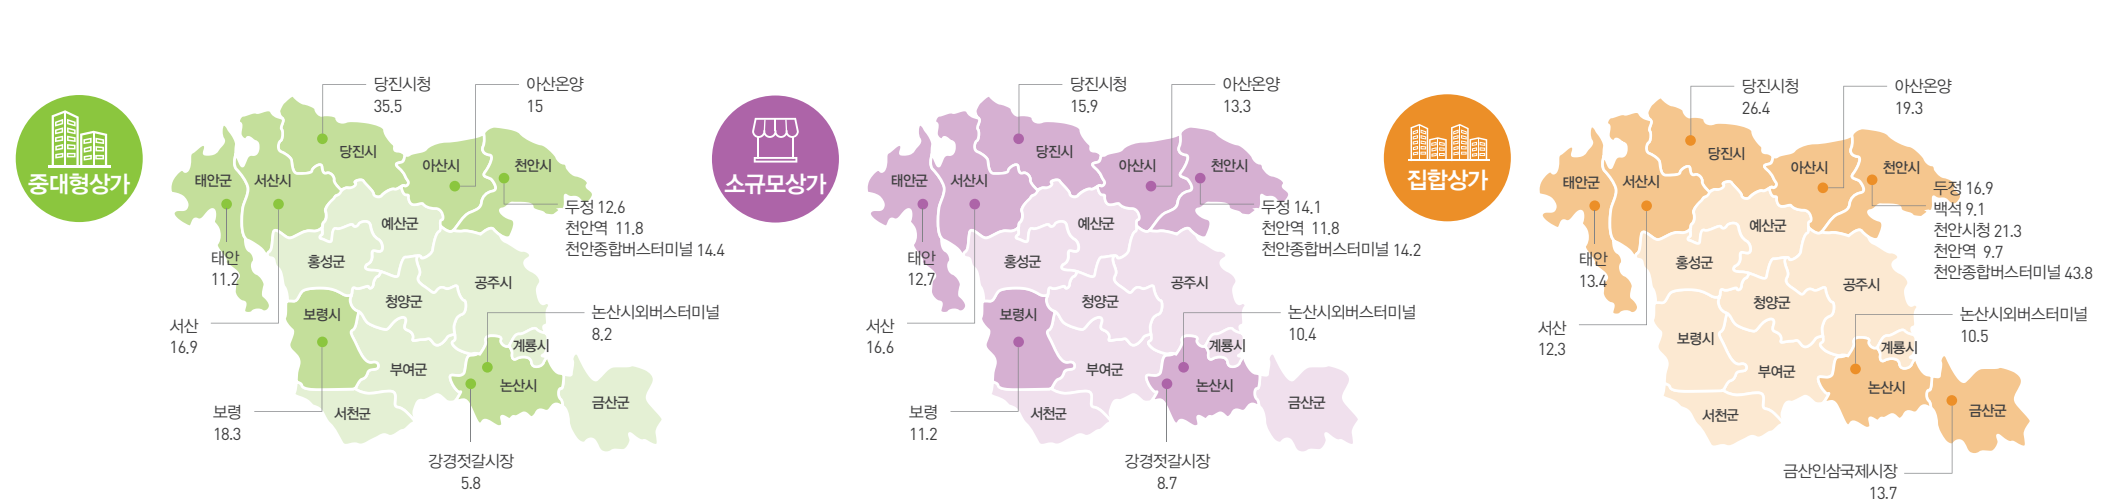 중대형상가
당진시청
35.5
아산온양
15
당진시
아산시
천안시
태안군
서산시
두정 12.6
천안역 11.8
천안종합버스터미널 14.4
예산군
홍성군
태안
11.2
공주시
청양군
보령시
논산시외버스터미널
8.2
서산
16.9
계룡시
부여군
논산시
금산군
보령
18.3
서천군
강경젓갈시장
5.8
소규모상가
당진시청
15.9
아산온양
13.3
당진시
아산시
천안시
태안군
서산시
두정 14.1
천안역 11.8
천안종합버스터미널 14.2
예산군
홍성군
태안
12.7
공주시
청양군
보령시
논산시외버스터미널
10.4
서산
16.6
계룡시
부여군
논산시
금산군
보령
11.2
서천군
강경젓갈시장
8.7
집합상가
당진시청
26.4
아산온양
19.3
당진시
아산시
천안시
태안군
서산시
두정 16.9
백석 9.1
천안시청 21.3
천안역 9.7
천안종합버스터미널 43.8
예산군
홍성군
태안
13.4
공주시
청양군
논산시외버스터미널
10.5
서산
12.3
보령시
계룡시
부여군
논산시
금산군
서천군
금산인삼국제시장
13.7